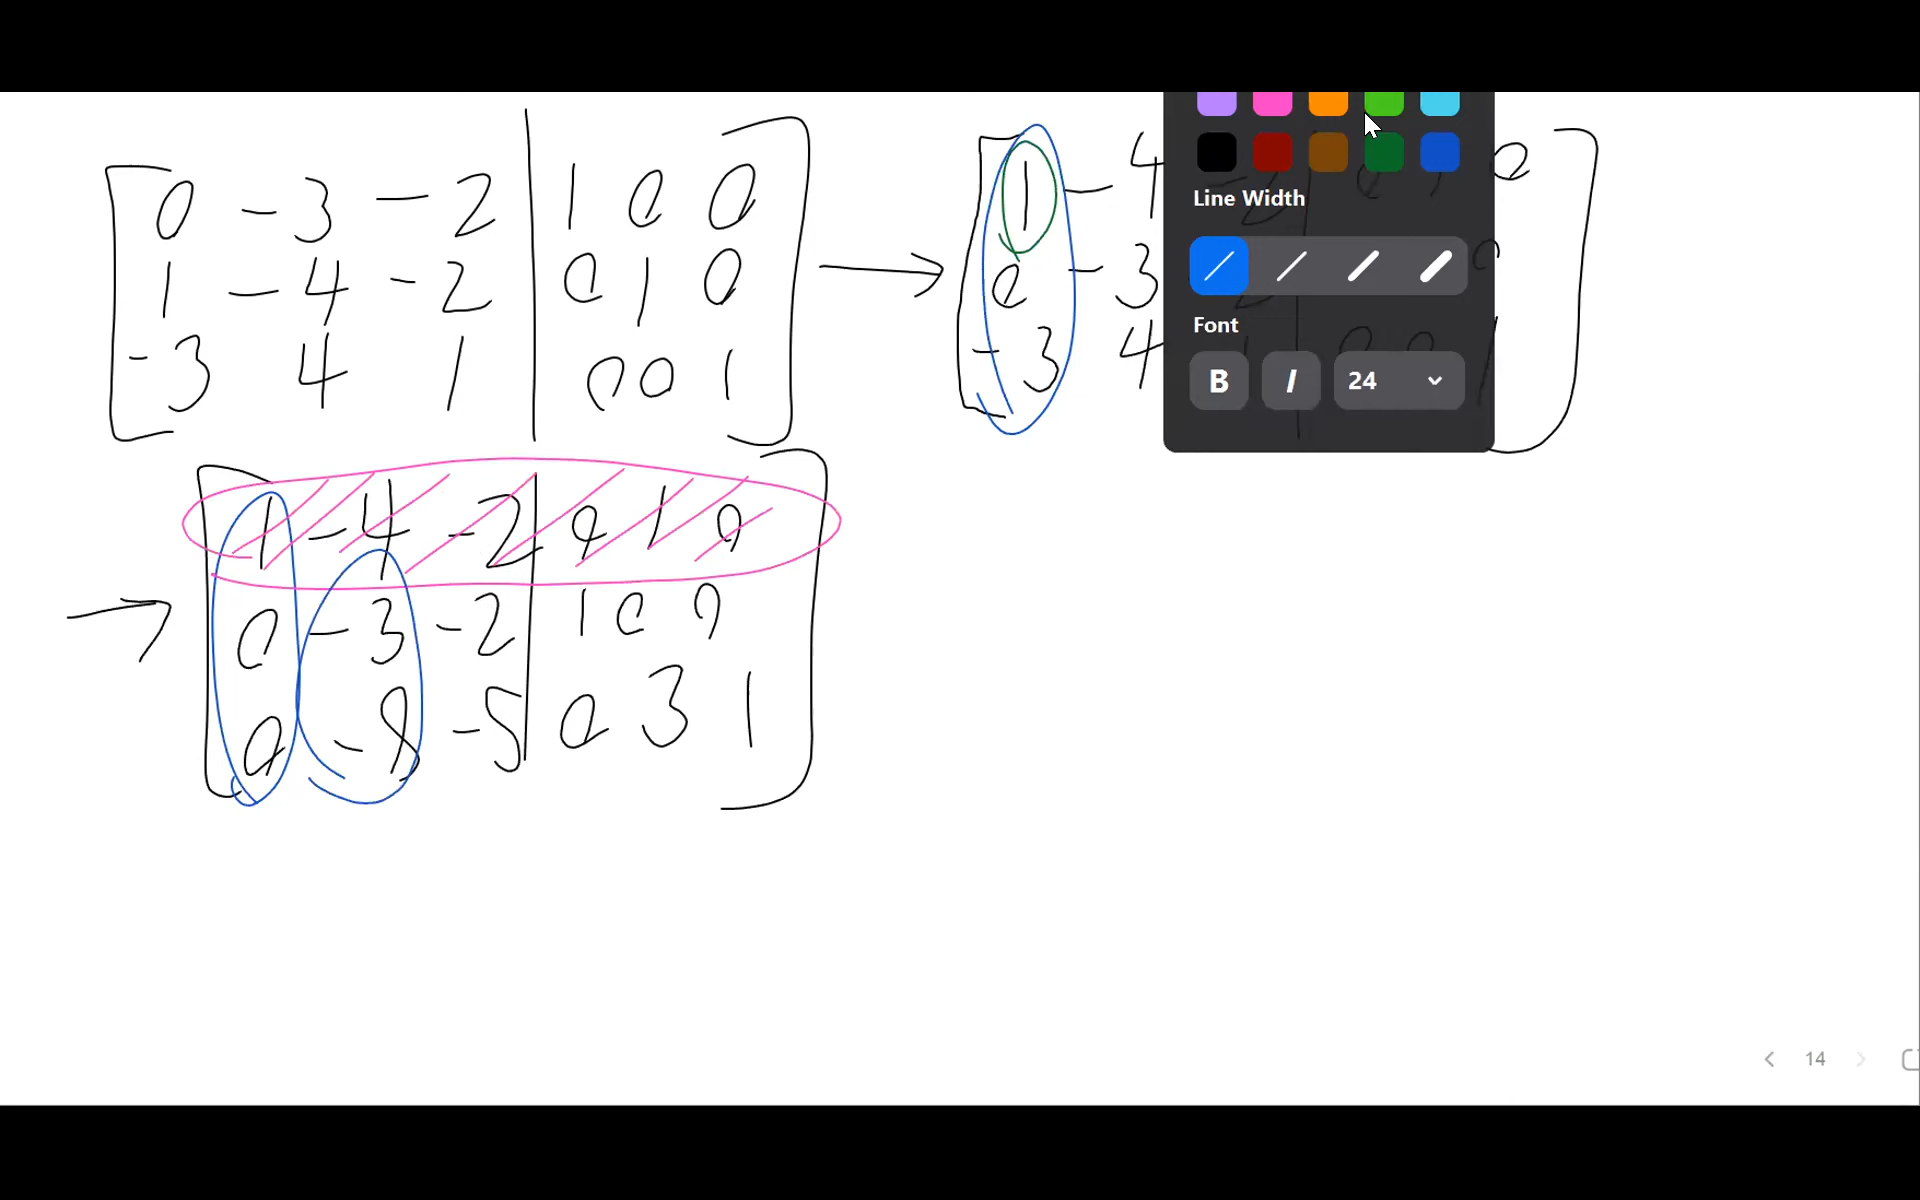 0 -3 -2 | 1 0 0
1 -4 -2 | 0 1 0
-3 4 1 | 0 0 1
→
1 -4
0 -3
-3 4
0
Line Width
Font
B I 24
→
1 -4 -2 | 0 1 0
0 -3 -2 | 1 0 0
0 -8 -5 | 0 3 1
< 14 >